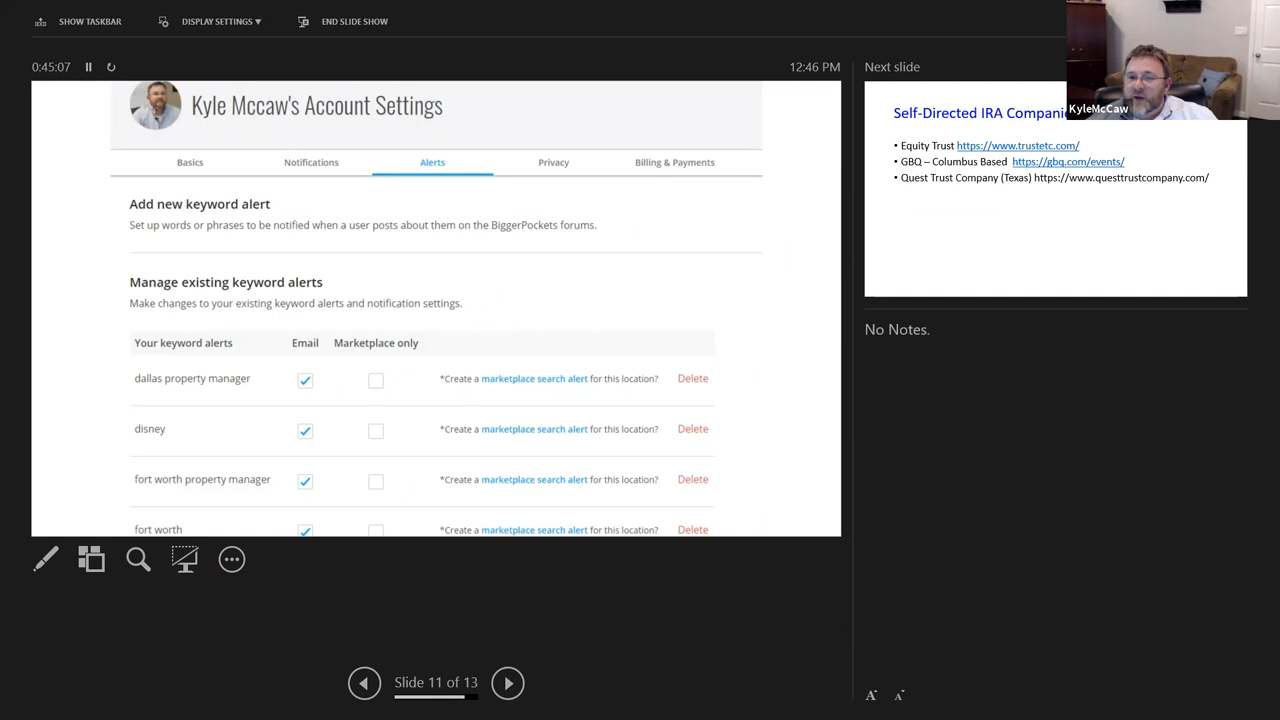 SHOW TASKBAR
DISPLAY SETTINGS ▼
END SLIDE SHOW
0:45:07
12:46 PM
Kyle Mccaw's Account Settings
Basics
Notifications
Alerts
Privacy
Billing & Payments
Add new keyword alert
Set up words or phrases to be notified when a user posts about them on the BiggerPockets forums.
Manage existing keyword alerts
Make changes to your existing keyword alerts and notification settings.
Your keyword alerts Email Marketplace only
dallas property manager *Create a marketplace search alert for this location? Delete
disney *Create a marketplace search alert for this location? Delete
fort worth property manager *Create a marketplace search alert for this location? Delete
fort worth *Create a marketplace search alert for this location? Delete
Slide 11 of 13
Next slide
KyleMcCaw
Self-Directed IRA Compani
• Equity Trust https://www.trustetc.com/
• GBQ – Columbus Based https://gbq.com/events/
• Quest Trust Company (Texas) https://www.questtrustcompany.com/
No Notes.
A A